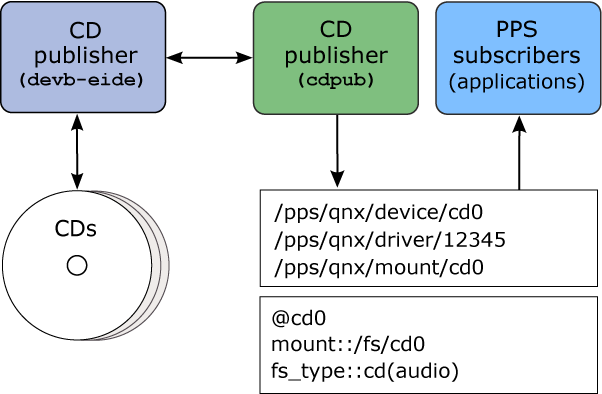 CD
publisher
(devb-eide)
CD
publisher
(cdpub)
PPS
subscribers
(applications)
CDs
/pps/qnx/device/cd0
/pps/qnx/driver/12345
/pps/qnx/mount/cd0
@cd0
mount::/fs/cd0
fs_type::cd(audio)